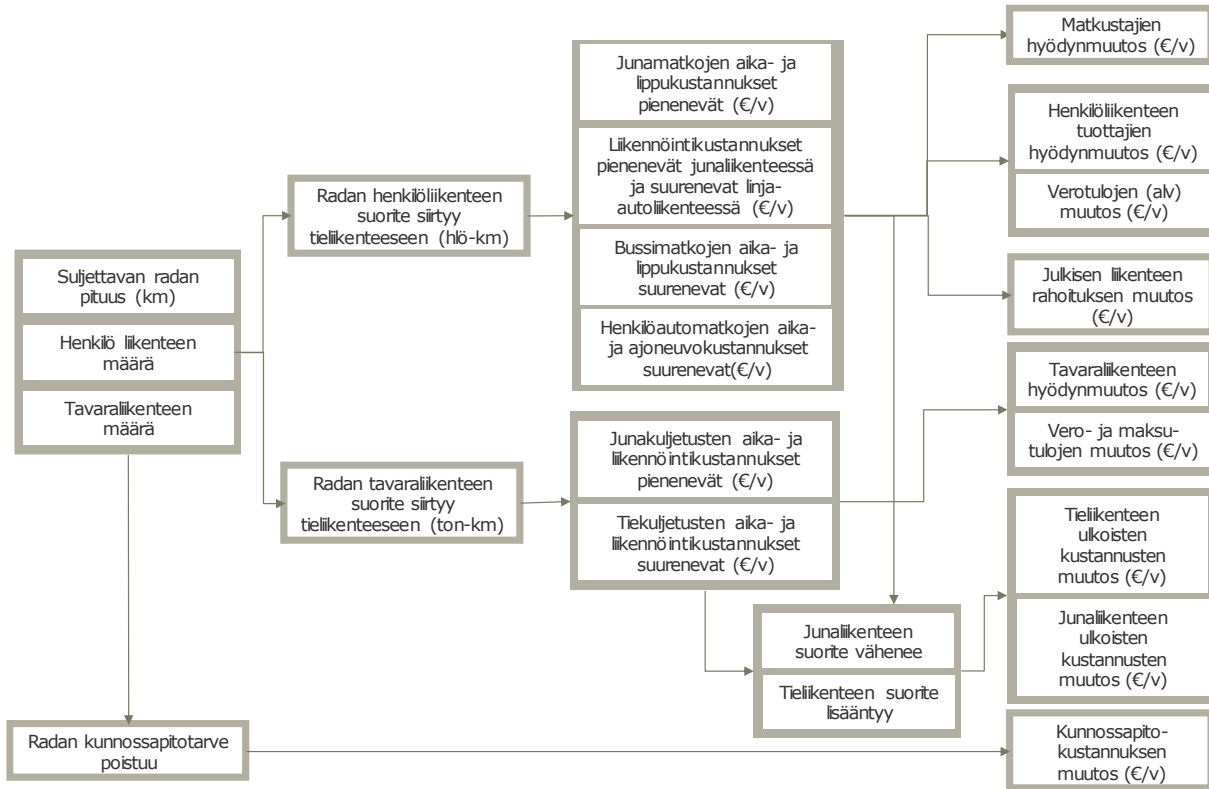 Suljettavan radan
pituus (km)
Henkilö liikenteen
määrä
Tavaraliikenteen
määrä
Radan kunnossapitotarve
poistuu
Radan henkilöliikenteen
suorite siirtyy
tieliikenteeseen (hlö-km)
Radan tavaraliikenteen
suorite siirtyy
tieliikenteeseen (ton-km)
Junamatkojen aika- ja
lippukustannukset
pienenevät (€/v)
Liikennöintikustannukset
pienenevät junaliikenteessä
ja suurenevat linja-
autoliikenteessä (€/v)
Bussimatkojen aika- ja
lippukustannukset
suurenevat (€/v)
Henkilöautomatkojen aika-
ja ajoneuvokustannukset
suurenevat(€/v)
Junakuljetusten aika- ja
liikennöintikustannukset
pienenevät (€/v)
Tiekuljetusten aika- ja
liikennöintikustannukset
suurenevat (€/v)
Junaliikenteen
suorite vähenee
Tieliikenteen suorite
lisääntyy
Matkustajien
hyödynmuutos (€/v)
Henkilöliikenteen
tuottajien
hyödynmuutos (€/v)
Verotulojen (alv)
muutos (€/v)
Julkisen liikenteen
rahoituksen muutos
(€/v)
Tavaraliikenteen
hyödynmuutos (€/v)
Vero- ja maksu-
tulojen muutos (€/v)
Tieliikenteen
ulkoisten
kustannusten
muutos (€/v)
Junaliikenteen
ulkoisten
kustannusten
muutos (€/v)
Kunnossapito-
kustannuksen
muutos (€/v)